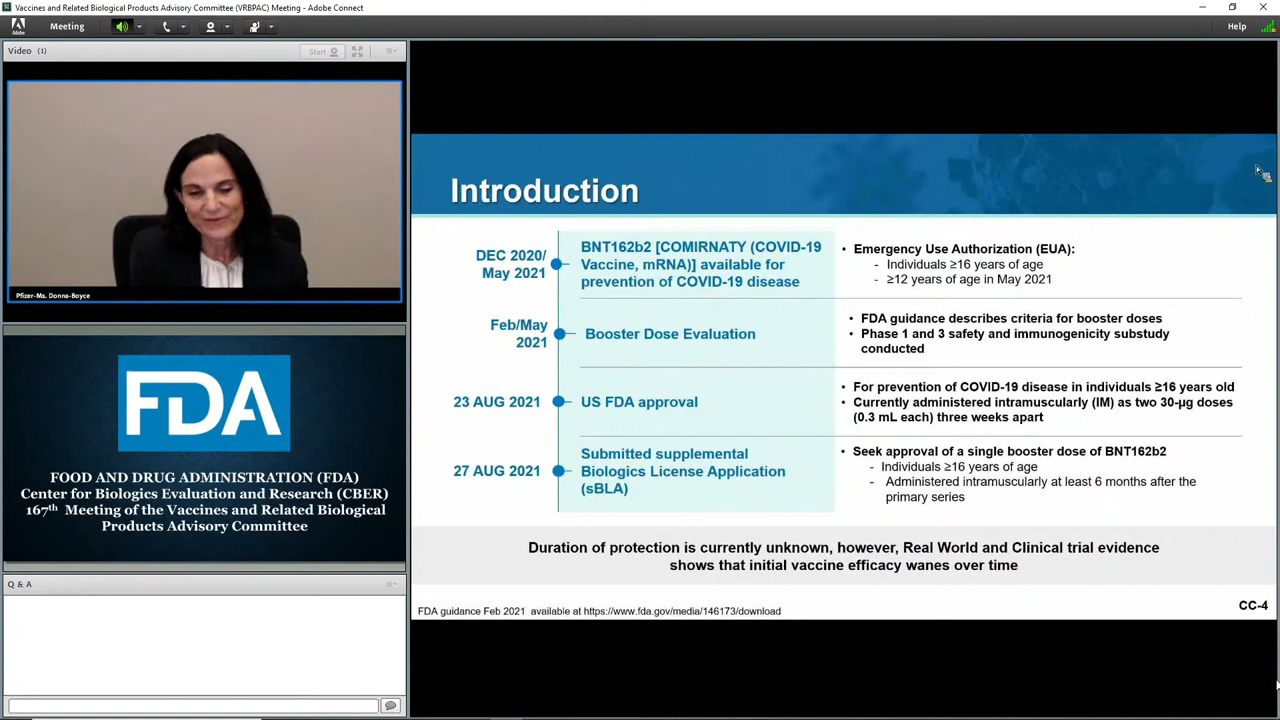 Vaccines and Related Biological Products Advisory Committee (VRBPAC) Meeting - Adobe Connect
Adobe
Meeting
Help
Video (1)
Start
Pfizer-Ms. Donna-Boyce
FDA
FOOD AND DRUG ADMINISTRATION (FDA)
Center for Biologics Evaluation and Research (CBER)
167th Meeting of the Vaccines and Related Biological
Products Advisory Committee
Q & A
Introduction
DEC 2020/
May 2021
BNT162b2 [COMIRNATY (COVID-19
Vaccine, mRNA)] available for
prevention of COVID-19 disease
• Emergency Use Authorization (EUA):
- Individuals ≥16 years of age
- ≥12 years of age in May 2021
Feb/May
2021
Booster Dose Evaluation
• FDA guidance describes criteria for booster doses
• Phase 1 and 3 safety and immunogenicity substudy
conducted
23 AUG 2021
US FDA approval
• For prevention of COVID-19 disease in individuals ≥16 years old
• Currently administered intramuscularly (IM) as two 30-µg doses
(0.3 mL each) three weeks apart
27 AUG 2021
Submitted supplemental
Biologics License Application
(sBLA)
• Seek approval of a single booster dose of BNT162b2
- Individuals ≥16 years of age
- Administered intramuscularly at least 6 months after the
primary series
Duration of protection is currently unknown, however, Real World and Clinical trial evidence
shows that initial vaccine efficacy wanes over time
FDA guidance Feb 2021 available at https://www.fda.gov/media/146173/download
CC-4